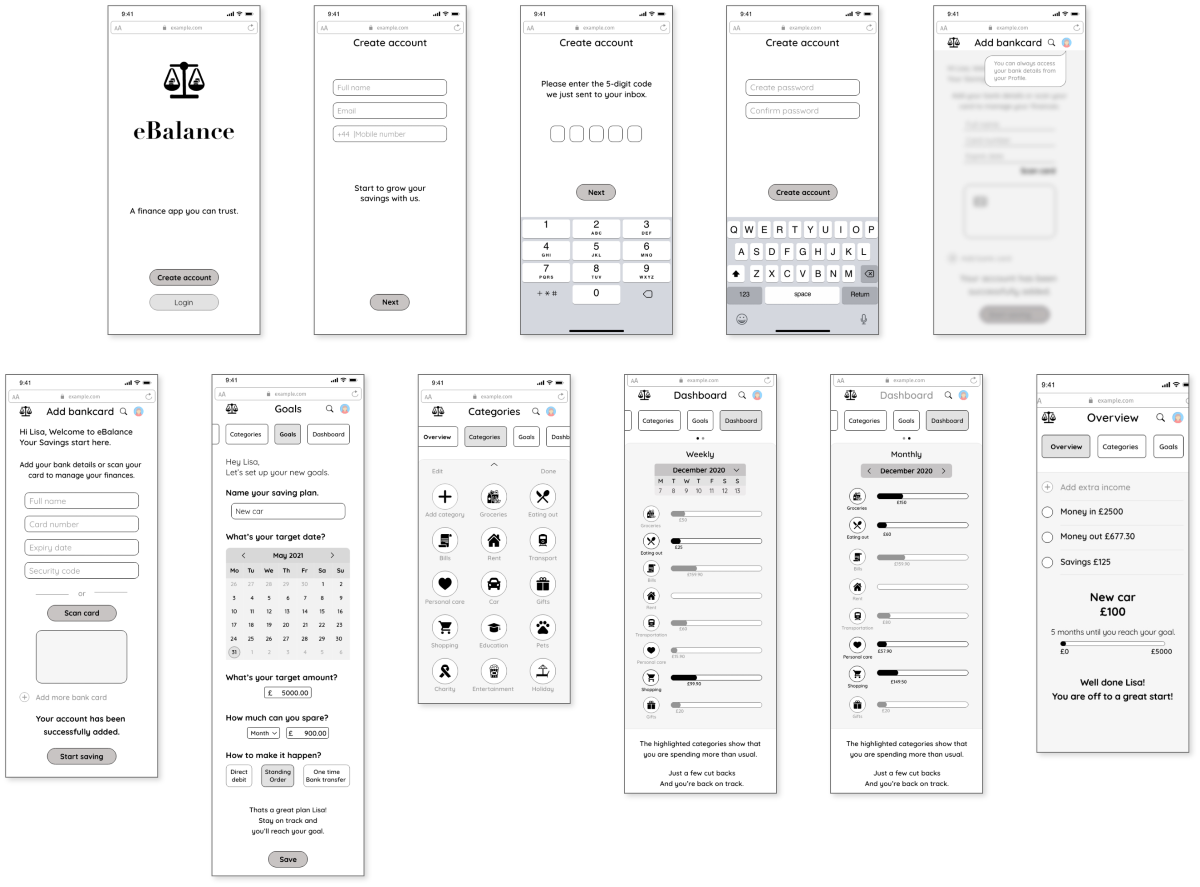 9:41
AA example.com
eBalance
A finance app you can trust.
Create account
Login
9:41
AA example.com
Create account
Full name
Email
+44 |Mobile number
Start to grow your
savings with us.
Next
9:41
AA example.com
Create account
Please enter the 5-digit code
we just sent to your inbox.
Next
1 2 3
ABC DEF
4 5 6
GHI JKL MNO
7 8 9
PQRS TUV WXYZ
+ * # 0
9:41
AA example.com
Create account
Create password
Confirm password
Create account
Q W E R T Y U I O P
A S D F G H J K L
Z X C V B N M
123 space Return
9:41
AA example.com
Add bankcard
You can always access
your bank details from
your Profile.
Full name
Card number
Scan card
Your account has been
successfully added.
9:41
AA example.com
Add bankcard
Hi Lisa, Welcome to eBalance
Your Savings start here.
Add your bank details or scan your
card to manage your finances.
Full name
Card number
Expiry date
Security code
or
Scan card
Add more bank card
Your account has been
successfully added.
Start saving
9:41
AA example.com
Goals
Categories Goals Dashboard
Hey Lisa,
Let's set up your new goals.
Name your saving plan.
New car
What's your target date?
< May 2021 >
Mo Tu We Th Fr Sa Su
26 27 28 29 30 1 2
3 4 5 6 7 8 9
10 11 12 13 14 15 16
17 18 19 20 21 22 23
24 25 26 27 28 29 30
31 1 2 3 4 5 6
What's your target amount?
£ 5000.00
How much can you spare?
Month £ 900.00
How to make it happen?
Direct debit Standing Order One time Bank transfer
Thats a great plan Lisa!
Stay on track and
you'll reach your goal.
Save
9:41
AA example.com
Categories
Overview Categories Goals Dashb
Edit Done
Add category Groceries Eating out
Bills Rent Transport
Personal care Car Gifts
Shopping Education Pets
Charity Entertainment Holiday
AA example.com
Dashboard
Categories Goals Dashboard
Weekly
December 2020
M T W T F S S
7 8 9 10 11 12 13
Groceries £50
Eating out £25
Bills £159.95
Rent
Transportation £60
Personal care £15.00
Shopping £99.90
Gifts £20
The highlighted categories show that
you are spending more than usual.
Just a few cut backs
And you're back on track.
AA example.com
Dashboard
Categories Goals Dashboard
Monthly
< December 2020 >
Groceries £150
Eating out £60
Bills
Rent
Transportation £60
Personal care £57.90
Shopping £149.50
Gifts £20
The highlighted categories show that
you are spending more than usual.
Just a few cut backs
And you're back on track.
9:41
A example.com
Overview
Overview Categories Goals
Add extra income
Money in £2500
Money out £677.30
Savings £125
New car
£100
5 months until you reach your goal.
£0 £5000
Well done Lisa!
You are off to a great start!